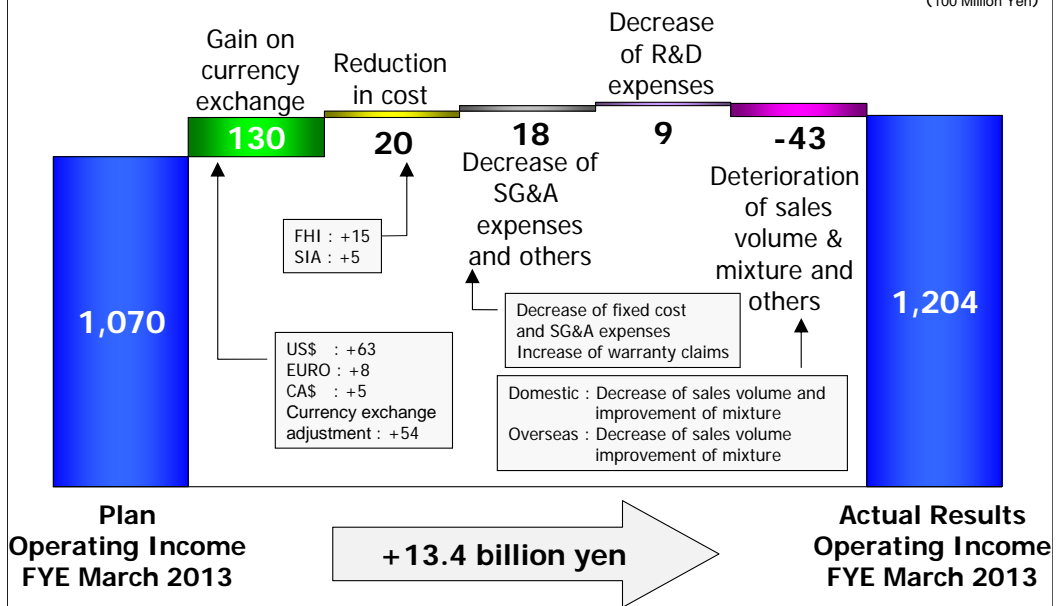 (100 Million Yen)
Gain on
currency
exchange
130
Reduction
in cost
20
18
Decrease of
SG&A
expenses
and others
Decrease
of R&D
expenses
9
-43
Deterioration
of sales
volume &
mixture and
others
1,070
1,204
FHI : +15
SIA : +5
US$ : +63
EURO : +8
CA$ : +5
Currency exchange
adjustment : +54
Decrease of fixed cost
and SG&A expenses
Increase of warranty claims
Domestic : Decrease of sales volume and
improvement of mixture
Overseas : Decrease of sales volume
improvement of mixture
Plan
Operating Income
FYE March 2013
+13.4 billion yen
Actual Results
Operating Income
FYE March 2013